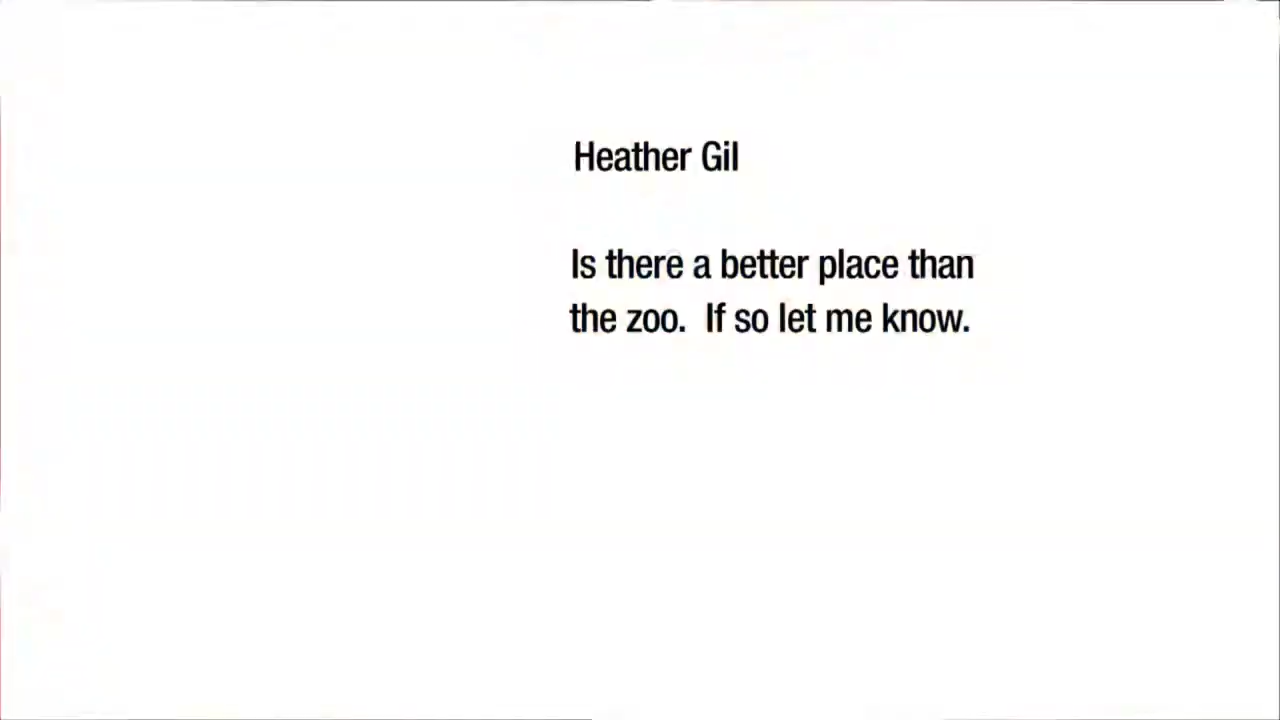 Heather Gil
Is there a better place than
the zoo.  If so let me know.